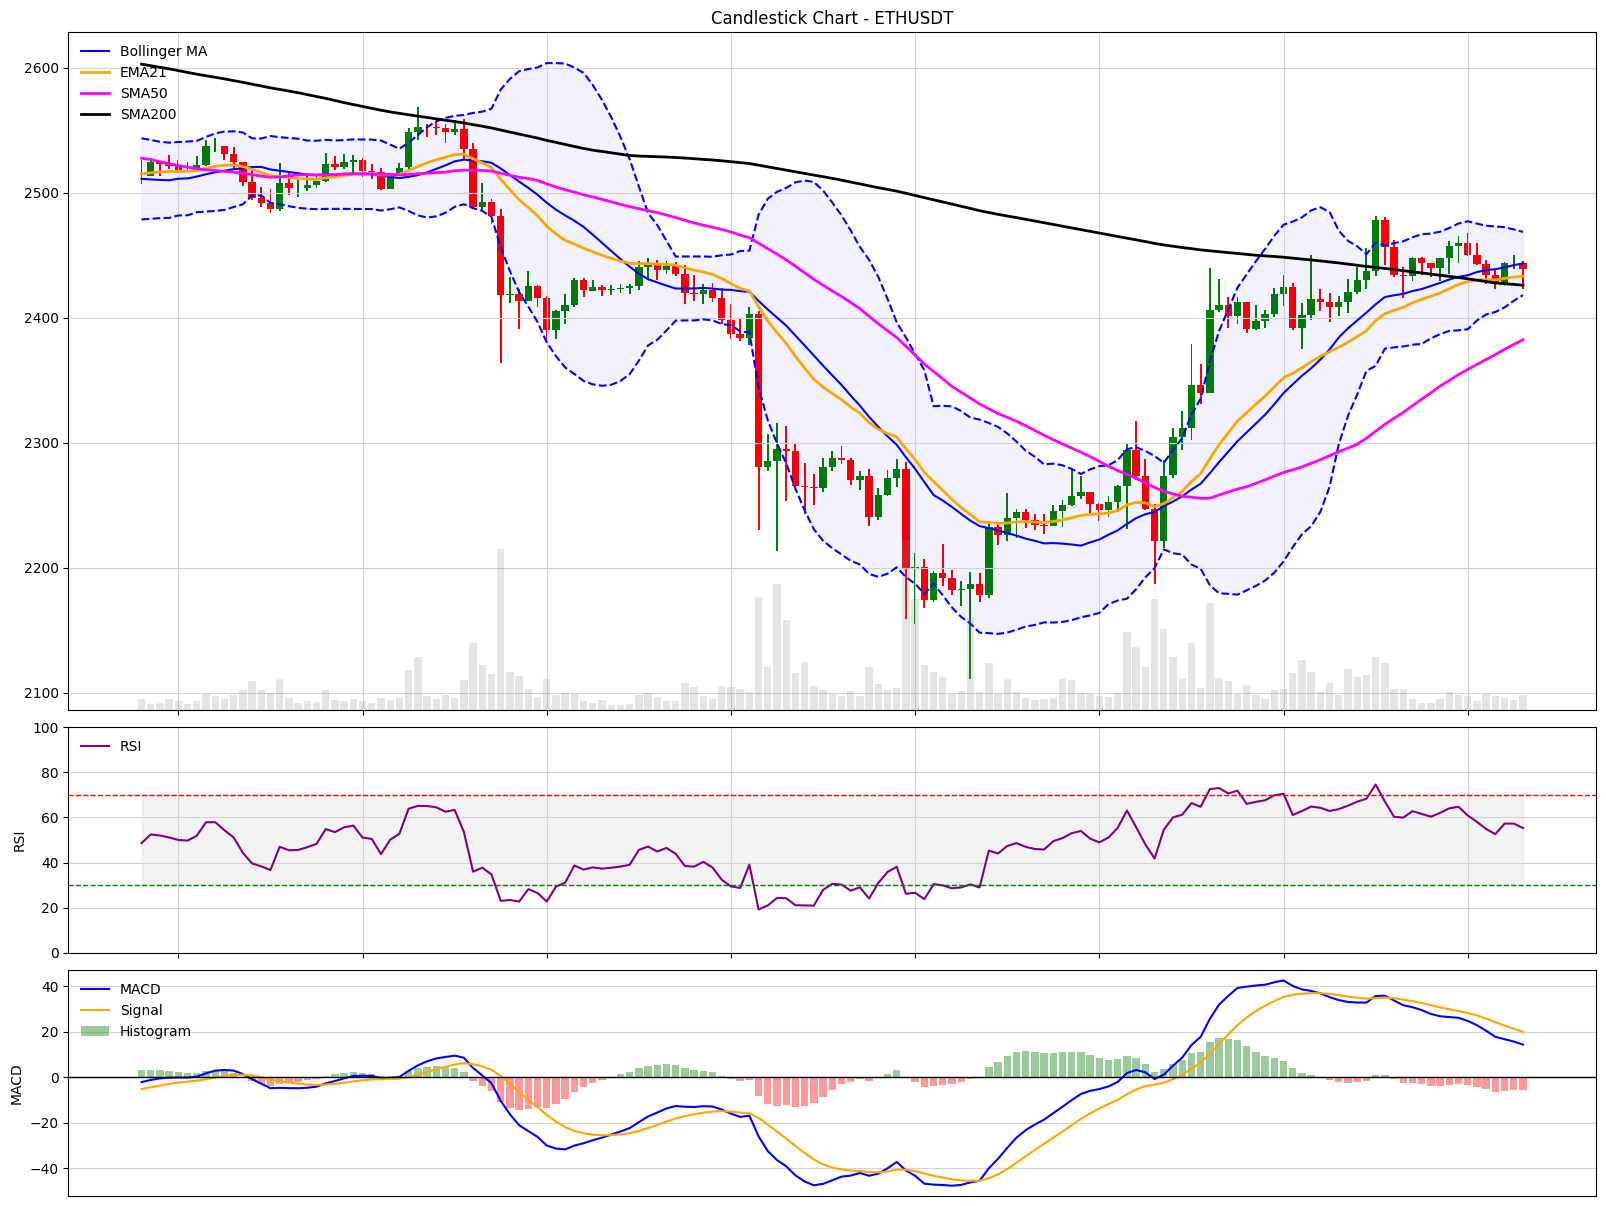 Candlestick Chart - ETHUSDT
Bollinger MA
EMA21
SMA50
SMA200
2600
2500
2400
2300
2200
2100
RSI
100
80
60
40
20
0
RSI
MACD
Signal
Histogram
40
20
0
−20
−40
MACD